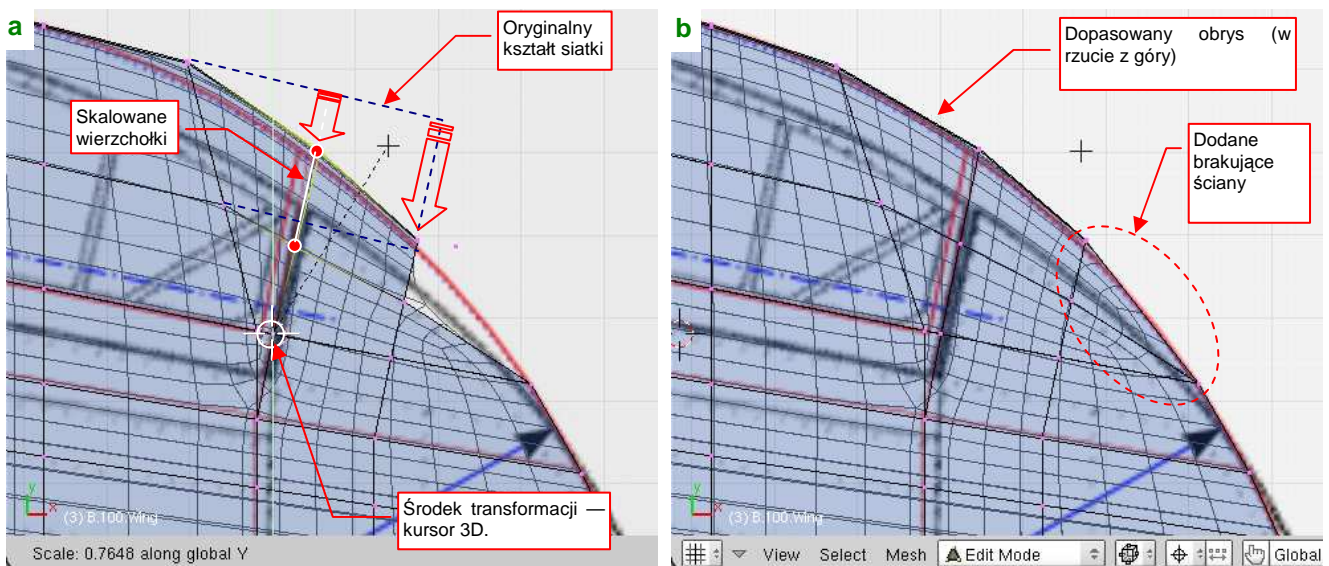 a
Oryginalny
kształt siatki
Skalowane
wierzchołki
Środek transformacji —
kursor 3D.
y
x
(3) B.100.Wing
Scale: 0.7648 along global Y
b
Dopasowany obrys (w
rzucie z góry)
Dodane
brakujące
ściany
y
x
(3) B.100.Wing
View Select Mesh Edit Mode Global